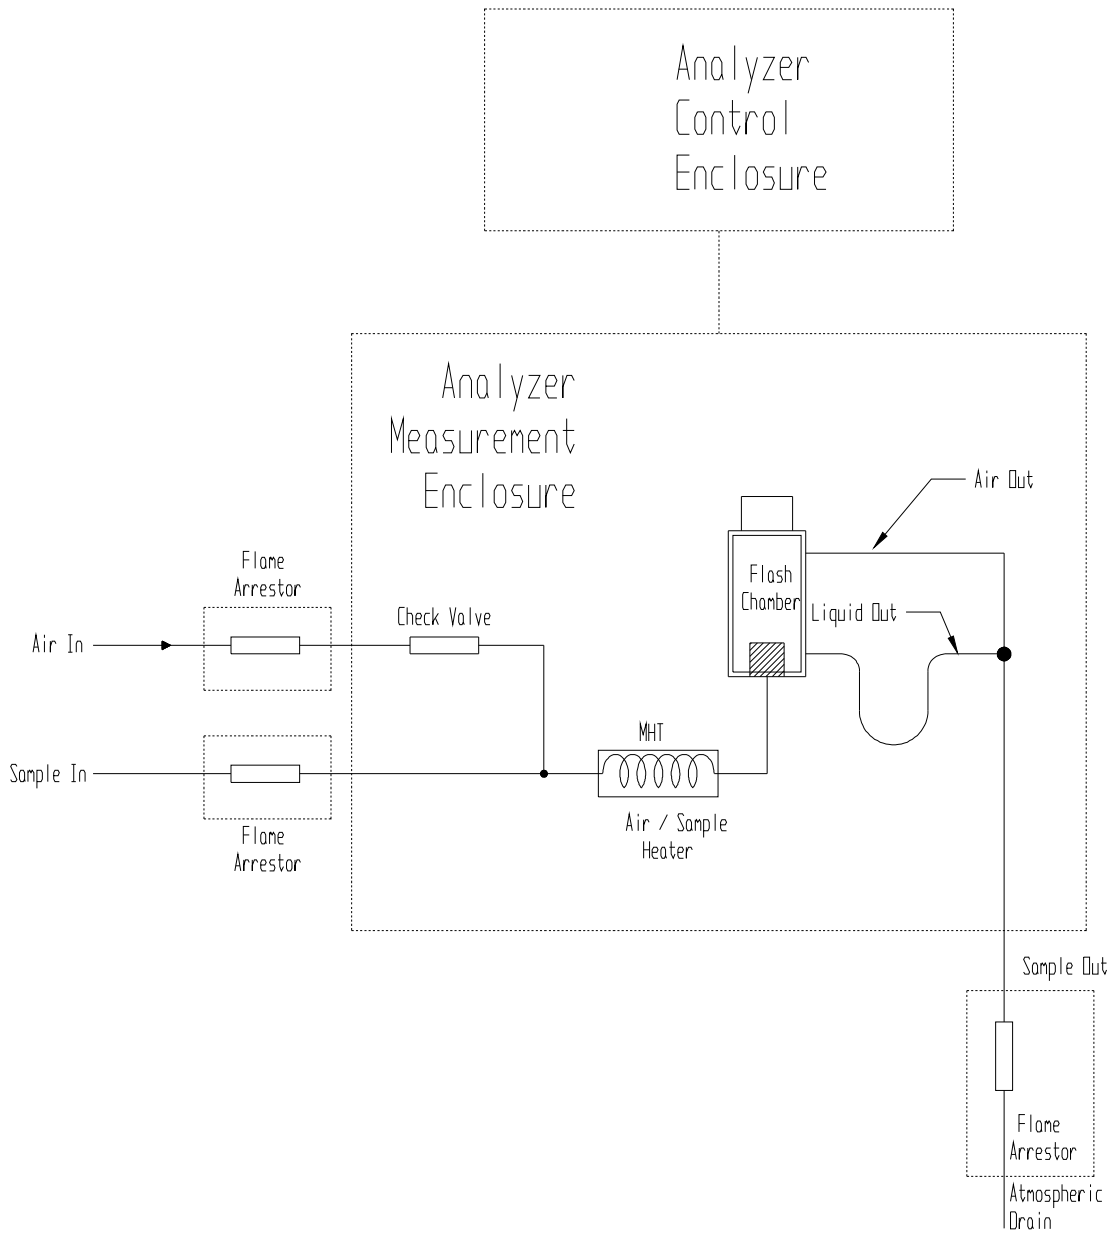 Analyzer
Control
Enclosure
Analyzer
Measurement
Enclosure
Air Out
Flame
Arrestor
Flash
Chamber
Check Valve
Liquid Out
Air In
MHT
Sample In
Air / Sample
Heater
Flame
Arrestor
Sample Out
Flame
Arrestor
Atmospheric
Drain